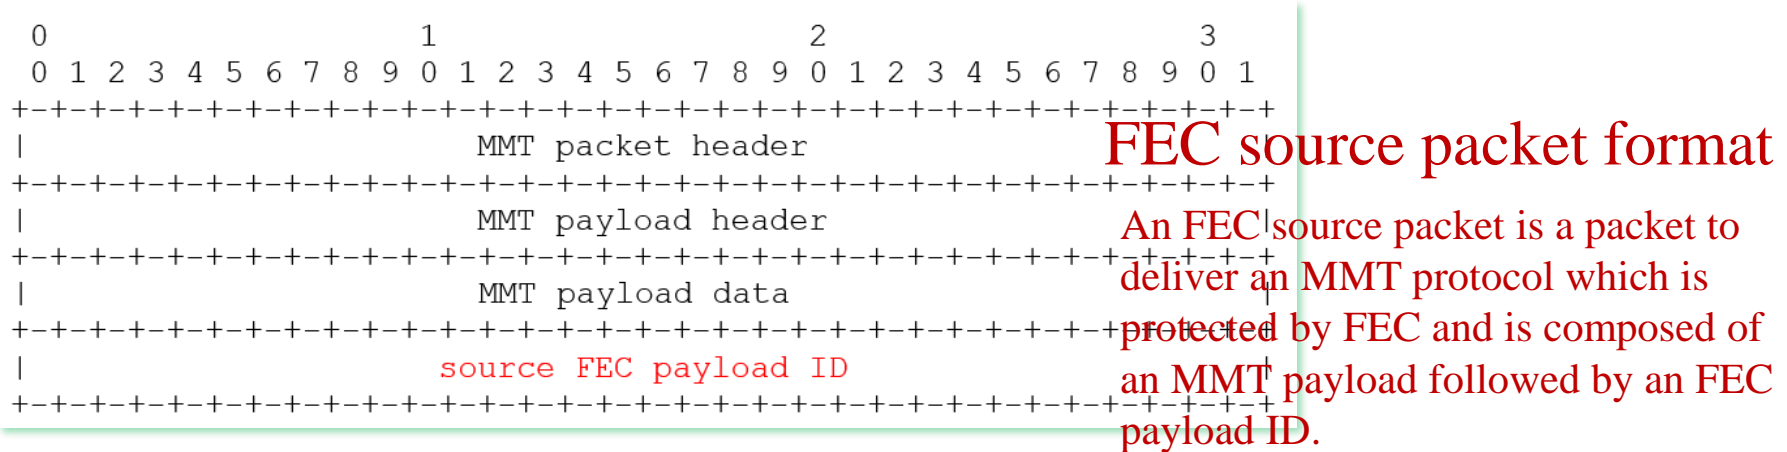 0                   1                   2                   3
0 1 2 3 4 5 6 7 8 9 0 1 2 3 4 5 6 7 8 9 0 1 2 3 4 5 6 7 8 9 0 1
+-+-+-+-+-+-+-+-+-+-+-+-+-+-+-+-+-+-+-+-+-+-+-+-+-+-+-+-+-+-+-+-+
| MMT packet header |
+-+-+-+-+-+-+-+-+-+-+-+-+-+-+-+-+-+-+-+-+-+-+-+-+-+-+-+-+-+-+-+-+
| MMT payload header |
+-+-+-+-+-+-+-+-+-+-+-+-+-+-+-+-+-+-+-+-+-+-+-+-+-+-+-+-+-+-+-+-+
| MMT payload data |
+-+-+-+-+-+-+-+-+-+-+-+-+-+-+-+-+-+-+-+-+-+-+-+-+-+-+-+-+-+-+-+-+
| source FEC payload ID |
+-+-+-+-+-+-+-+-+-+-+-+-+-+-+-+-+-+-+-+-+-+-+-+-+-+-+-+-+-+-+-+-+
FEC source packet format
An FEC source packet is a packet to
deliver an MMT protocol which is
protected by FEC and is composed of
an MMT payload followed by an FEC
payload ID.